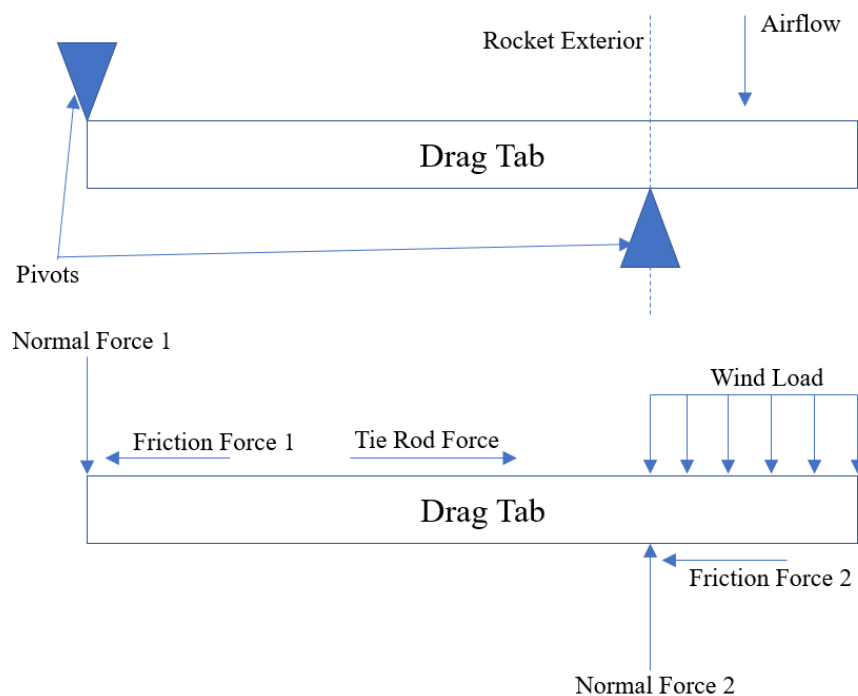 Airflow
Rocket Exterior
Drag Tab
Pivots
Normal Force 1
Wind Load
Friction Force 1
Tie Rod Force
Drag Tab
Friction Force 2
Normal Force 2